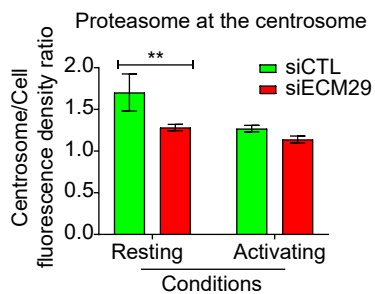 Proteasome at the centrosome
Centrosome/Cell
fluorescence density ratio
2.0
1.5
1.0
0.5
0.0
**
siCTL
siECM29
Resting
Activating
Conditions